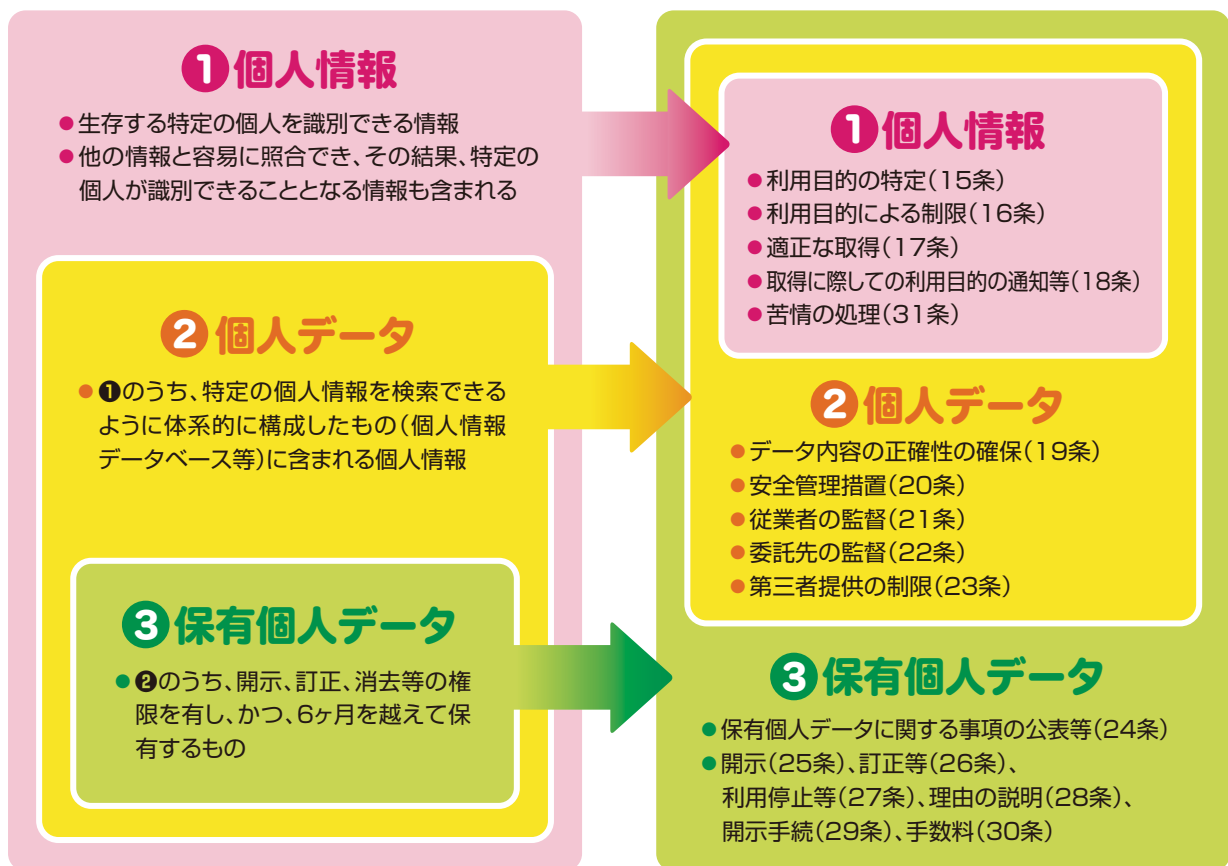 ❶個人情報
●生存する特定の個人を識別できる情報
●他の情報と容易に照合でき、その結果、特定の
個人が識別できることとなる情報も含まれる
❷個人データ
●❶のうち、特定の個人情報を検索できる
ように体系的に構成したもの(個人情報
データベース等)に含まれる個人情報
❸保有個人データ
●❷のうち、開示、訂正、消去等の権
限を有し、かつ、6ヶ月を越えて保
有するもの
❶個人情報
●利用目的の特定(15条)
●利用目的による制限(16条)
●適正な取得(17条)
●取得に際しての利用目的の通知等(18条)
●苦情の処理(31条)
❷個人データ
●データ内容の正確性の確保(19条)
●安全管理措置(20条)
●従業者の監督(21条)
●委託先の監督(22条)
●第三者提供の制限(23条)
❸保有個人データ
●保有個人データに関する事項の公表等(24条)
●開示(25条)、訂正等(26条)、
利用停止等(27条)、理由の説明(28条)、
開示手続(29条)、手数料(30条)